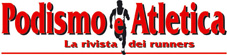 Podismo e Atletica
La rivista dei runners